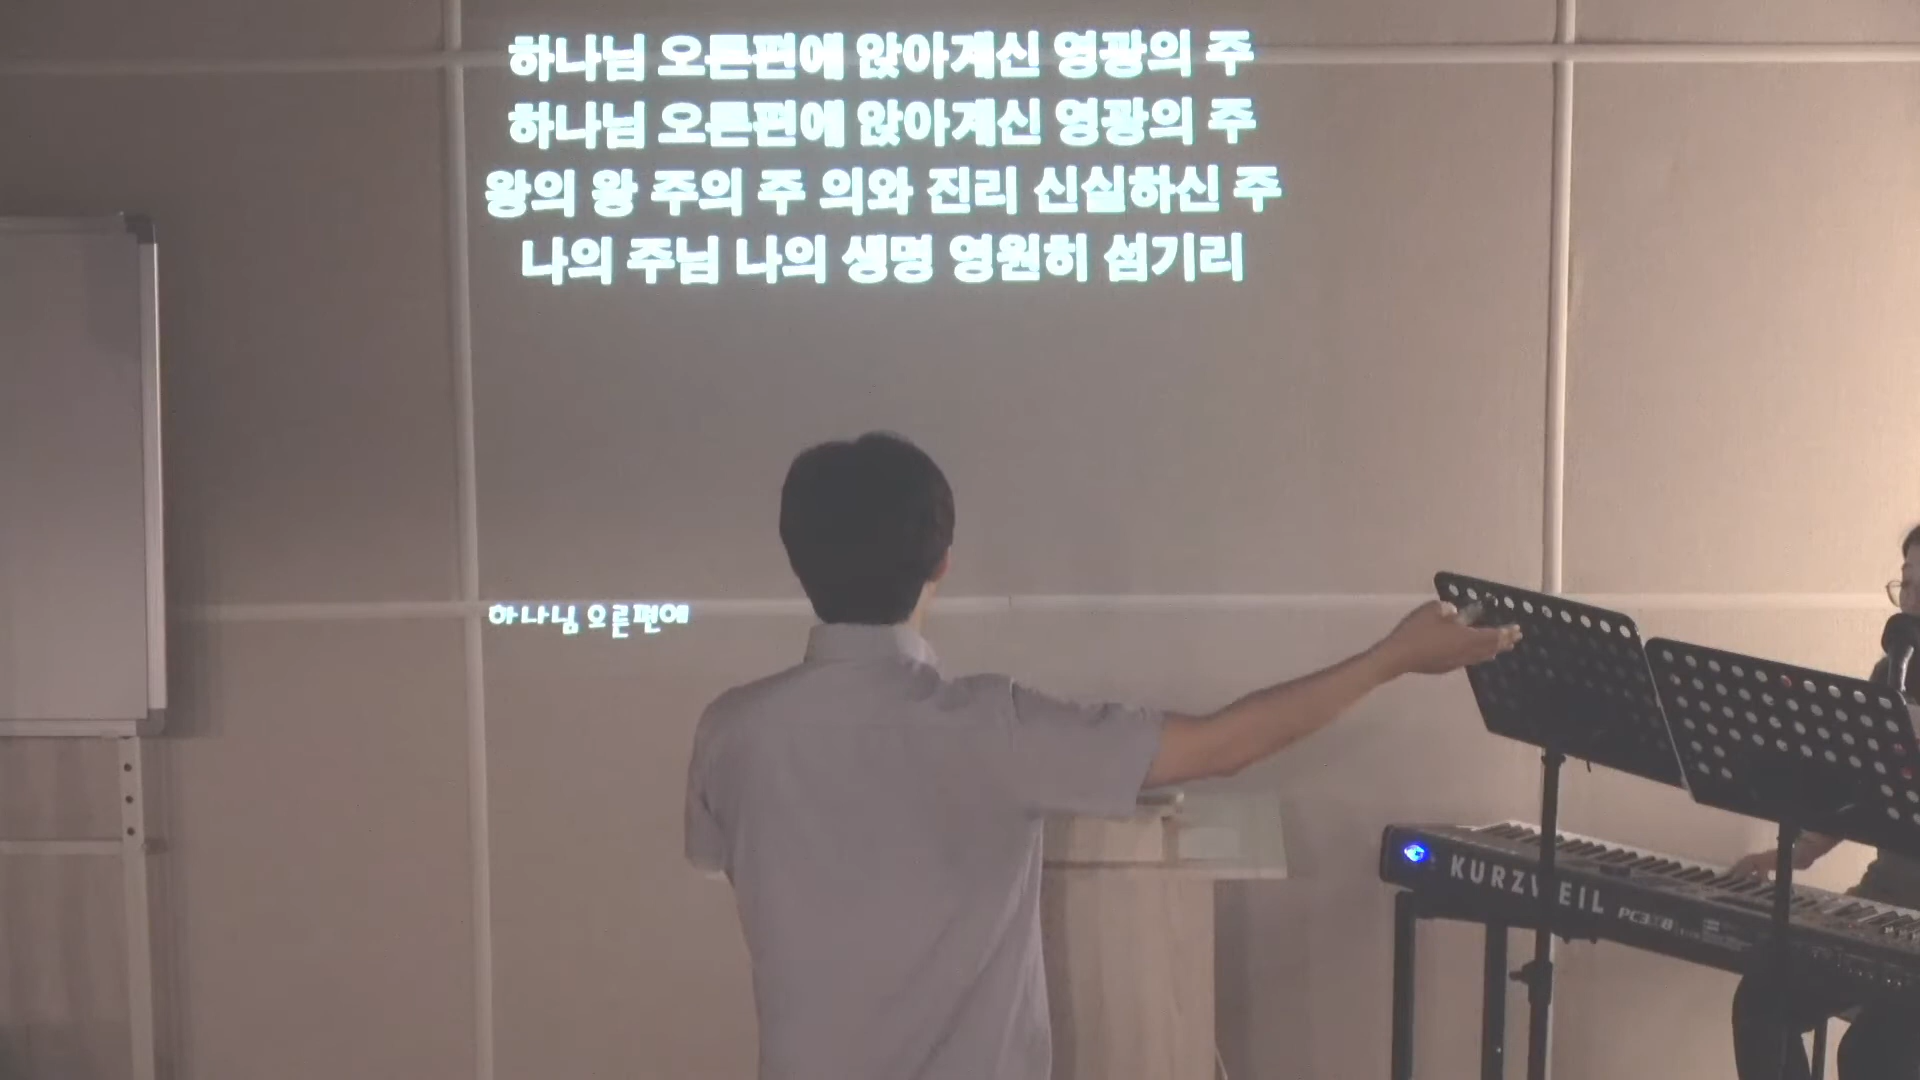 하나님 오른편에 앉아계신 영광의 주
하나님 오른편에 앉아계신 영광의 주
왕의 왕 주의 주 의와 진리 신실하신 주
나의 주님 나의 생명 영원히 섬기리
하나님 오른편에
KURZWEIL PC3